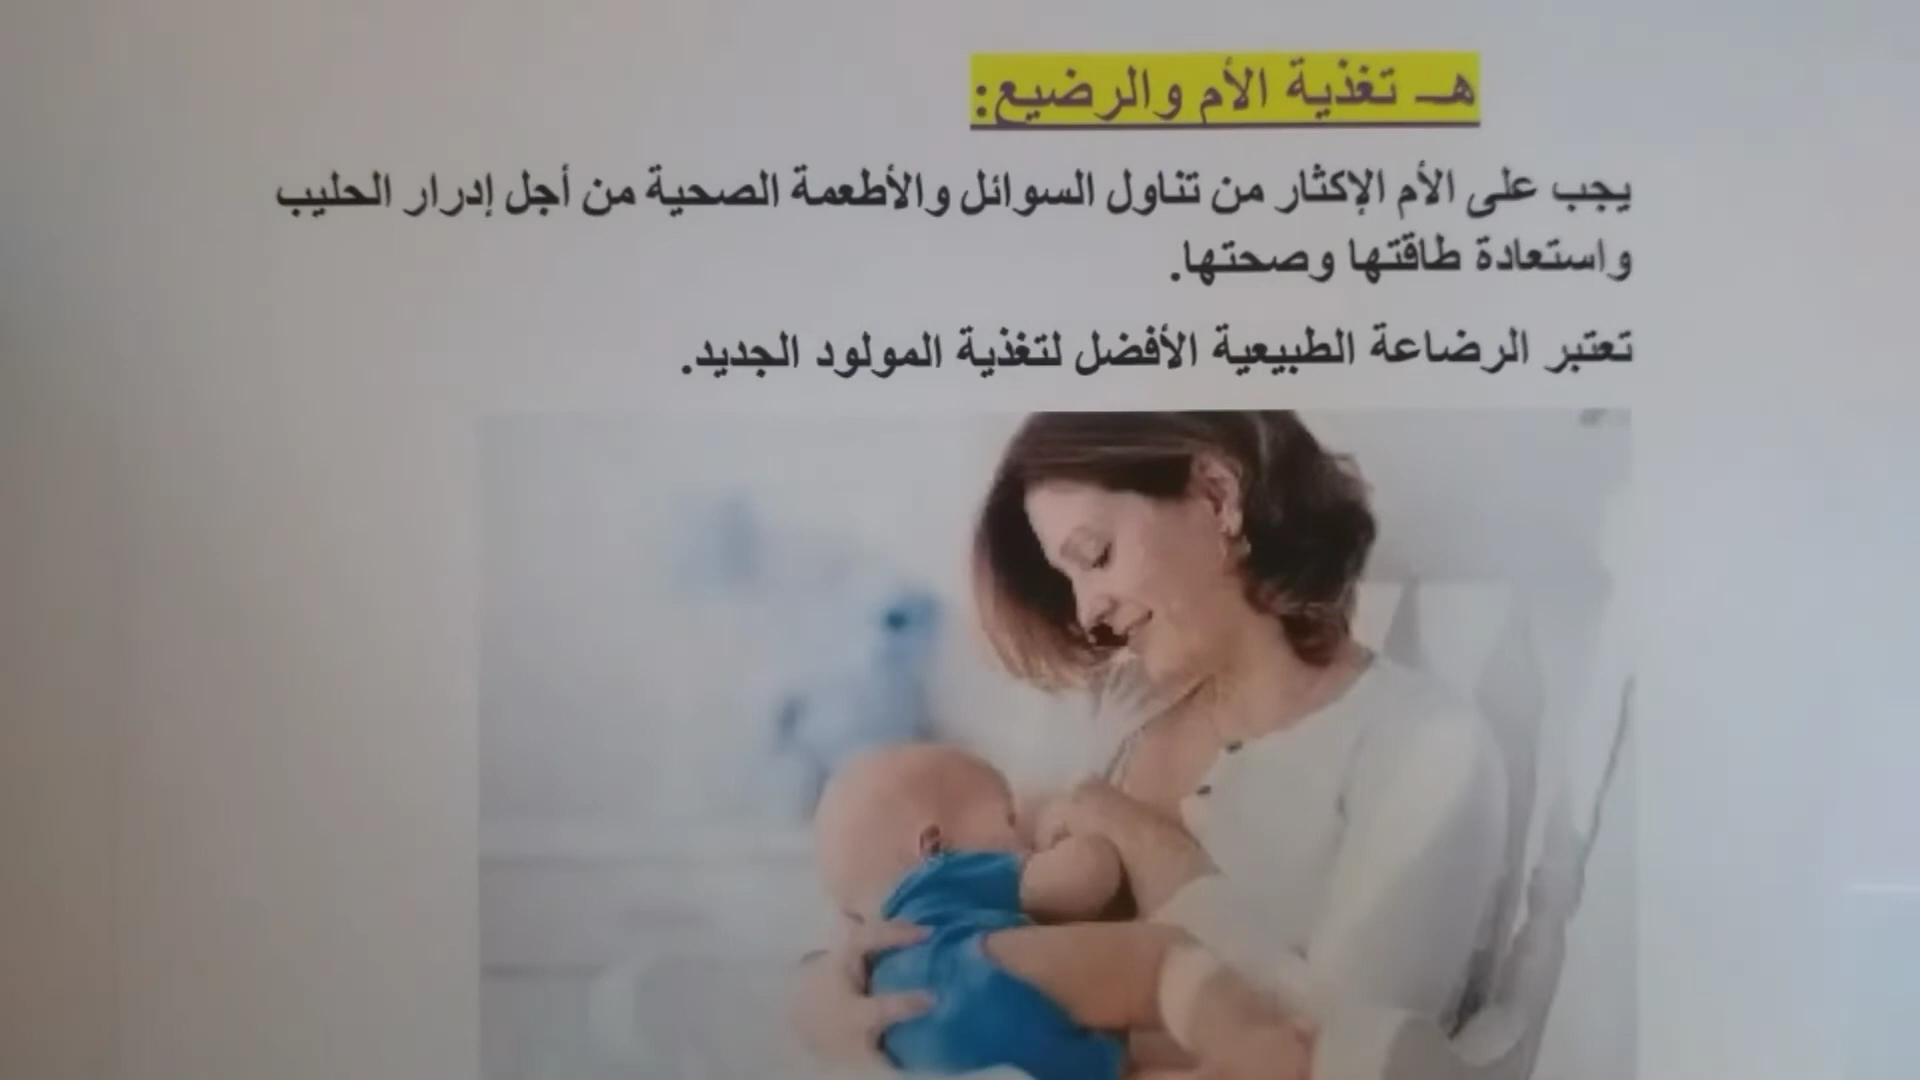 هـ تغذية الأم والرضيع:
يجب على الأم الإكثار من تناول السوائل والأطعمة الصحية من أجل إدرار الحليب
واستعادة طاقتها وصحتها.
تعتبر الرضاعة الطبيعية الأفضل لتغذية المولود الجديد.